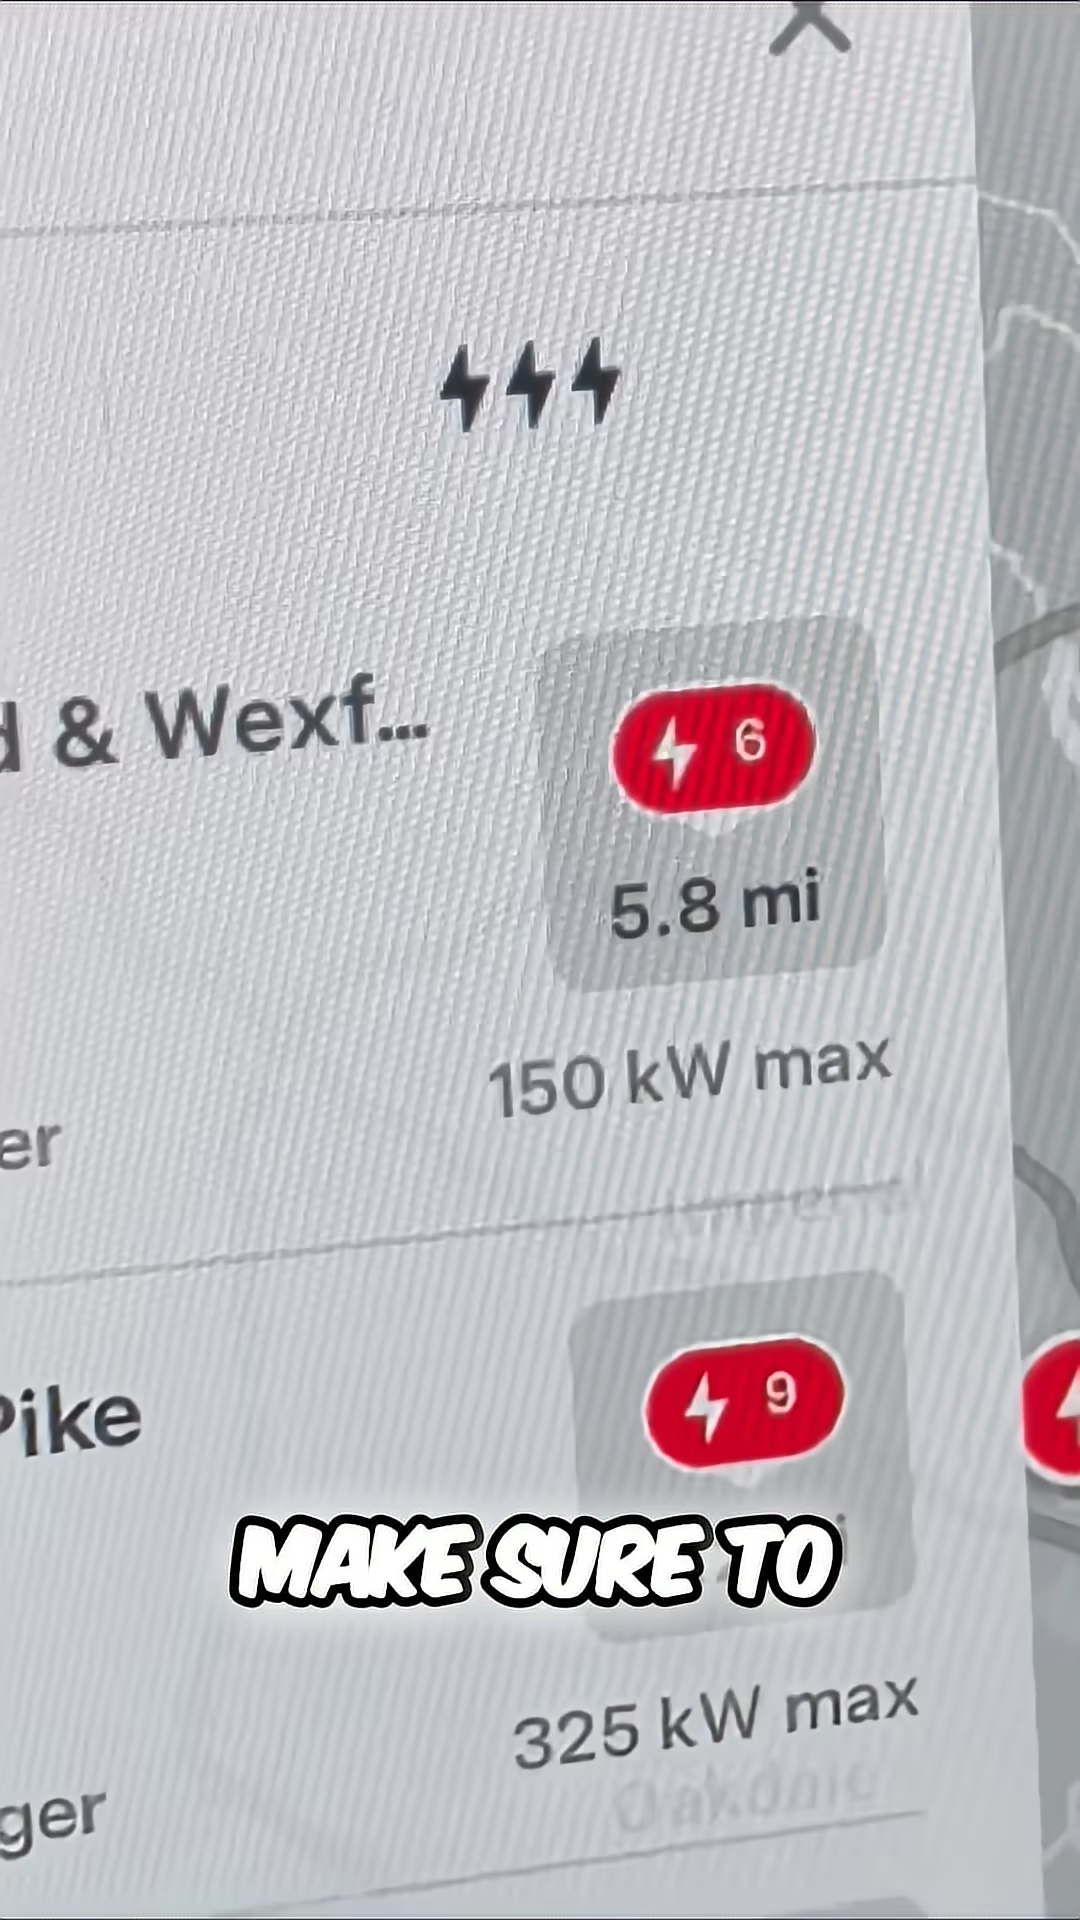 d & Wexf...
6
5.8 mi
150 kW max
er
Pike
9
MAKE SURE TO
325 kW max
ger